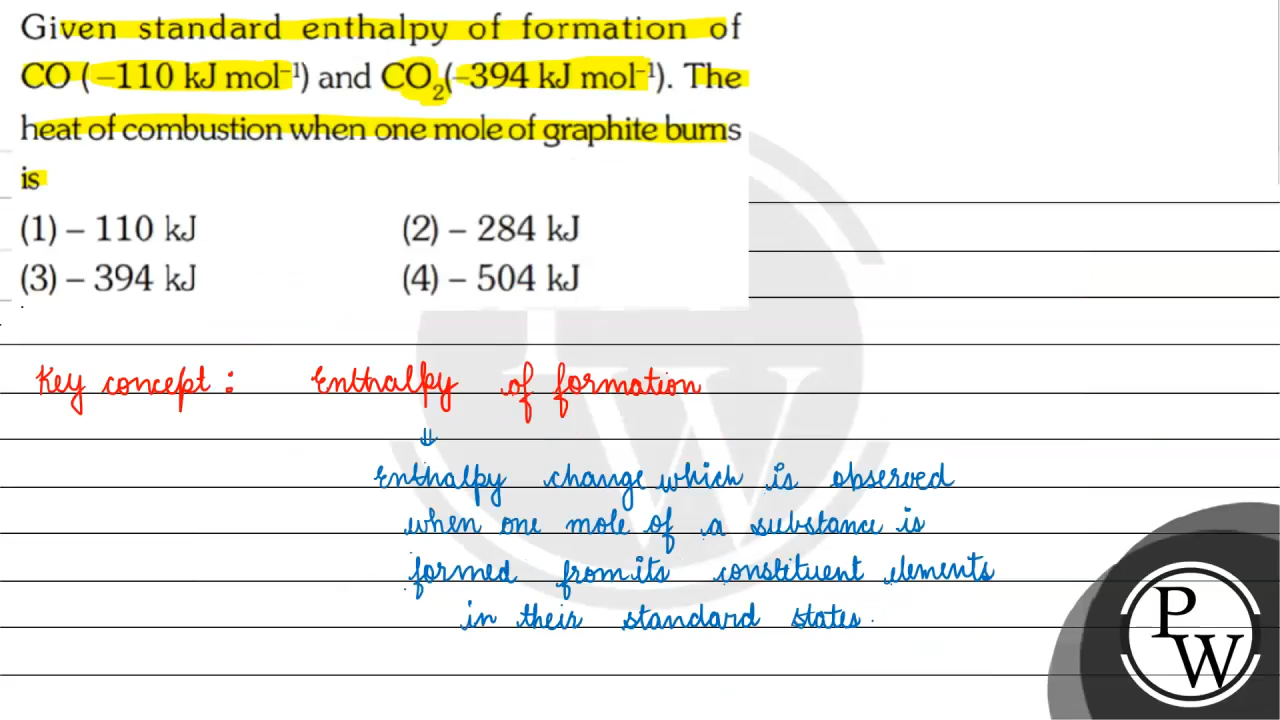 Given standard enthalpy of formation of
CO (–110 kJ mol⁻¹) and CO₂(–394 kJ mol⁻¹). The
heat of combustion when one mole of graphite burns
is
(1) – 110 kJ (2) – 284 kJ
(3) – 394 kJ (4) – 504 kJ
Key concept : Enthalpy of formation
⇓
Enthalpy change which is observed
when one mole of a substance is
formed from its constituent elements
in their standard states.
P
W